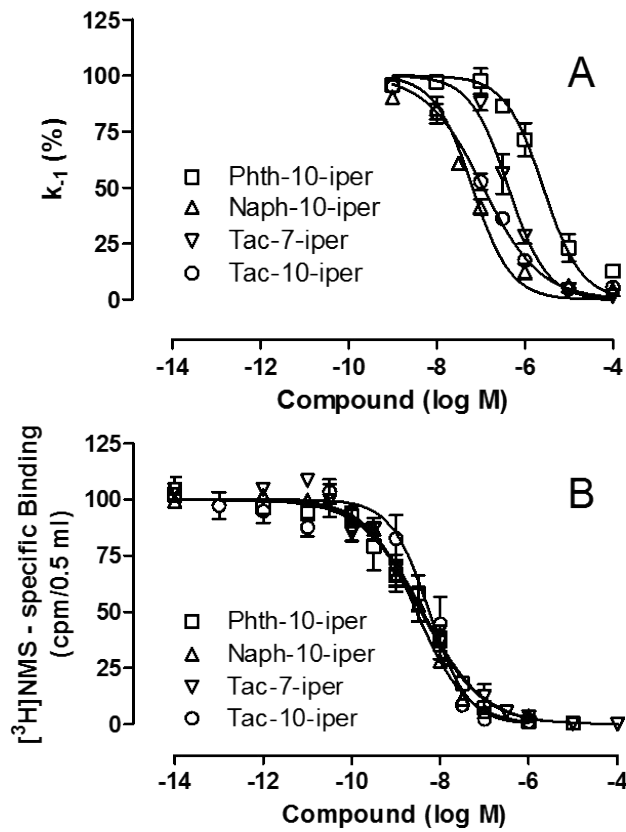 A
125
100
75
50
25
0
k-1 (%)
Phth-10-iper
Naph-10-iper
Tac-7-iper
Tac-10-iper
-14 -12 -10 -8 -6 -4
Compound (log M)
B
125
100
75
50
25
0
[³H]NMS - specific Binding
(cpm/0.5 ml)
Phth-10-iper
Naph-10-iper
Tac-7-iper
Tac-10-iper
-14 -12 -10 -8 -6 -4
Compound (log M)